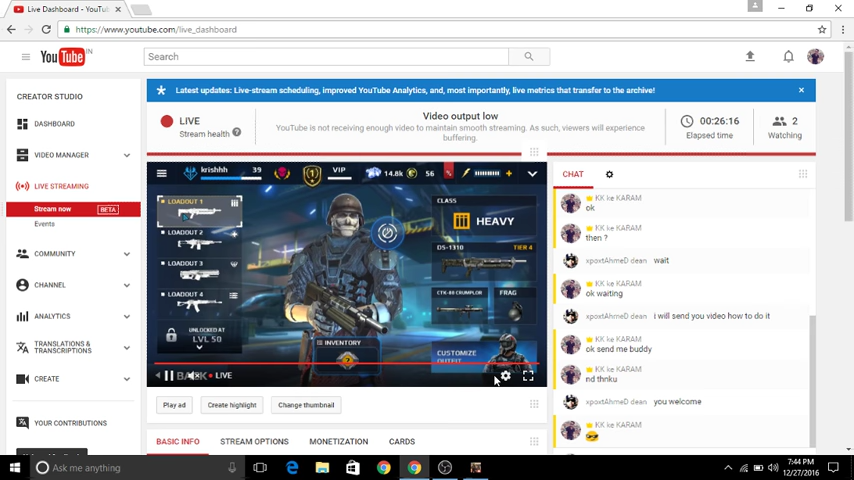 Live Dashboard - YouTu
https://www.youtube.com/live_dashboard
YouTube IN
Search
CREATOR STUDIO
DASHBOARD
VIDEO MANAGER
LIVE STREAMING
Stream now BETA
Events
COMMUNITY
CHANNEL
ANALYTICS
TRANSLATIONS &
TRANSCRIPTIONS
CREATE
YOUR CONTRIBUTIONS
Latest updates: Live-stream scheduling, improved YouTube Analytics, and, most importantly, live metrics that transfer to the archive!
LIVE
Stream health ?
Video output low
YouTube is not receiving enough video to maintain smooth streaming. As such, viewers will experience
buffering.
00:26:16
Elapsed time
2
Watching
krishhh 39 1 VIP 14.8k 56
LOADOUT 1
LOADOUT 2
LOADOUT 3
LOADOUT 4
UNLOCKED AT
LVL 50
CLASS
HEAVY
DS-1310 TIER 4
CTK-88 CRUMPLOR FRAG
INVENTORY
CUSTOMIZE
OUTFIT
BACK
LIVE
Play ad
Create highlight
Change thumbnail
BASIC INFO
STREAM OPTIONS
MONETIZATION
CARDS
CHAT
KK ke KARAM
ok
KK ke KARAM
then ?
xpoxtAhmeD dean wait
KK ke KARAM
ok waiting
xpoxtAhmeD dean i will send you video how to do it
KK ke KARAM
ok send me buddy
KK ke KARAM
nd thnku
xpoxtAhmeD dean you welcome
KK ke KARAM
Ask me anything
7:44 PM
12/27/2016